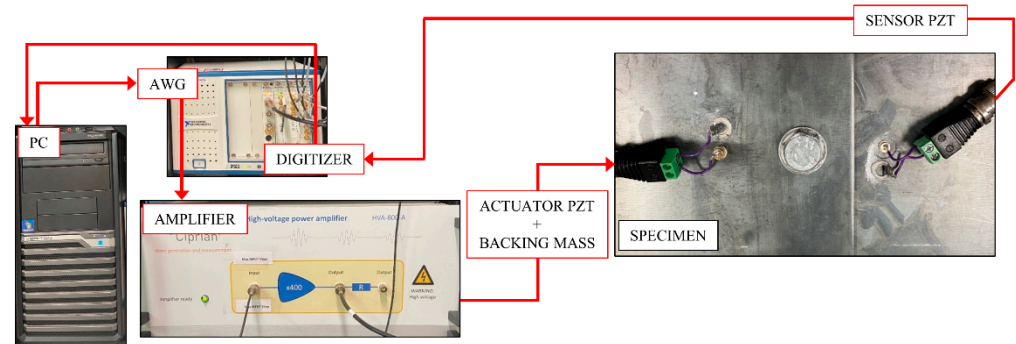 SENSOR PZT
AWG
PC
DIGITIZER
PXI
AMPLIFIER
High-voltage power amplifier
HVA-800-A
"Ciprian"
Input
Output
Output
x400
R
WARNING
High voltage!
Amplifier ready
ACTUATOR PZT
+
BACKING MASS
SPECIMEN